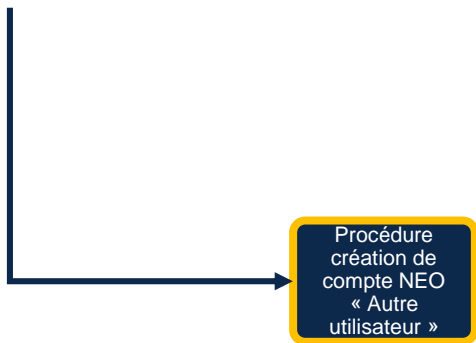 Procédure
création de
compte NEO
« Autre
utilisateur »